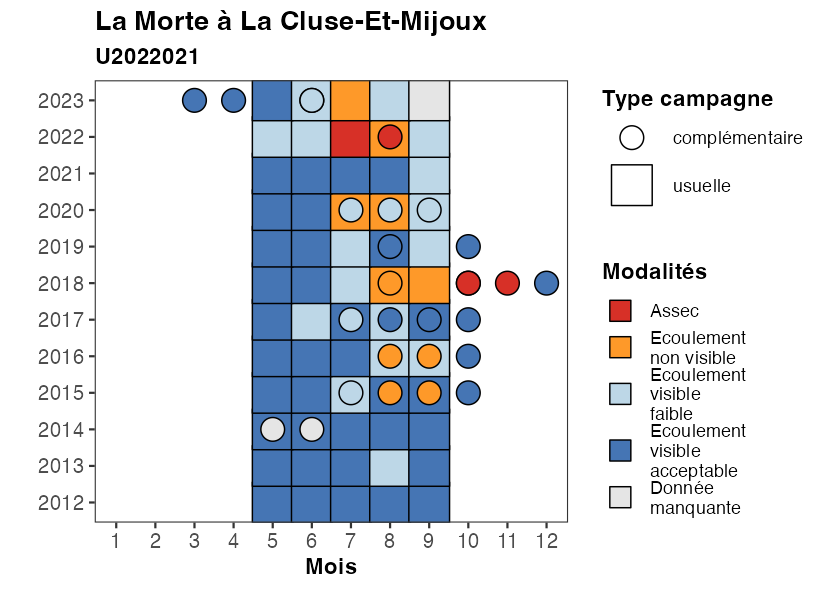 La Morte à La Cluse-Et-Mijoux
U2022021
2023
2022
2021
2020
2019
2018
2017
2016
2015
2014
2013
2012
1 2 3 4 5 6 7 8 9 10 11 12
Mois
Type campagne
complémentaire
usuelle
Modalités
Assec
Ecoulement
non visible
Ecoulement
visible
faible
Ecoulement
visible
acceptable
Donnée
manquante